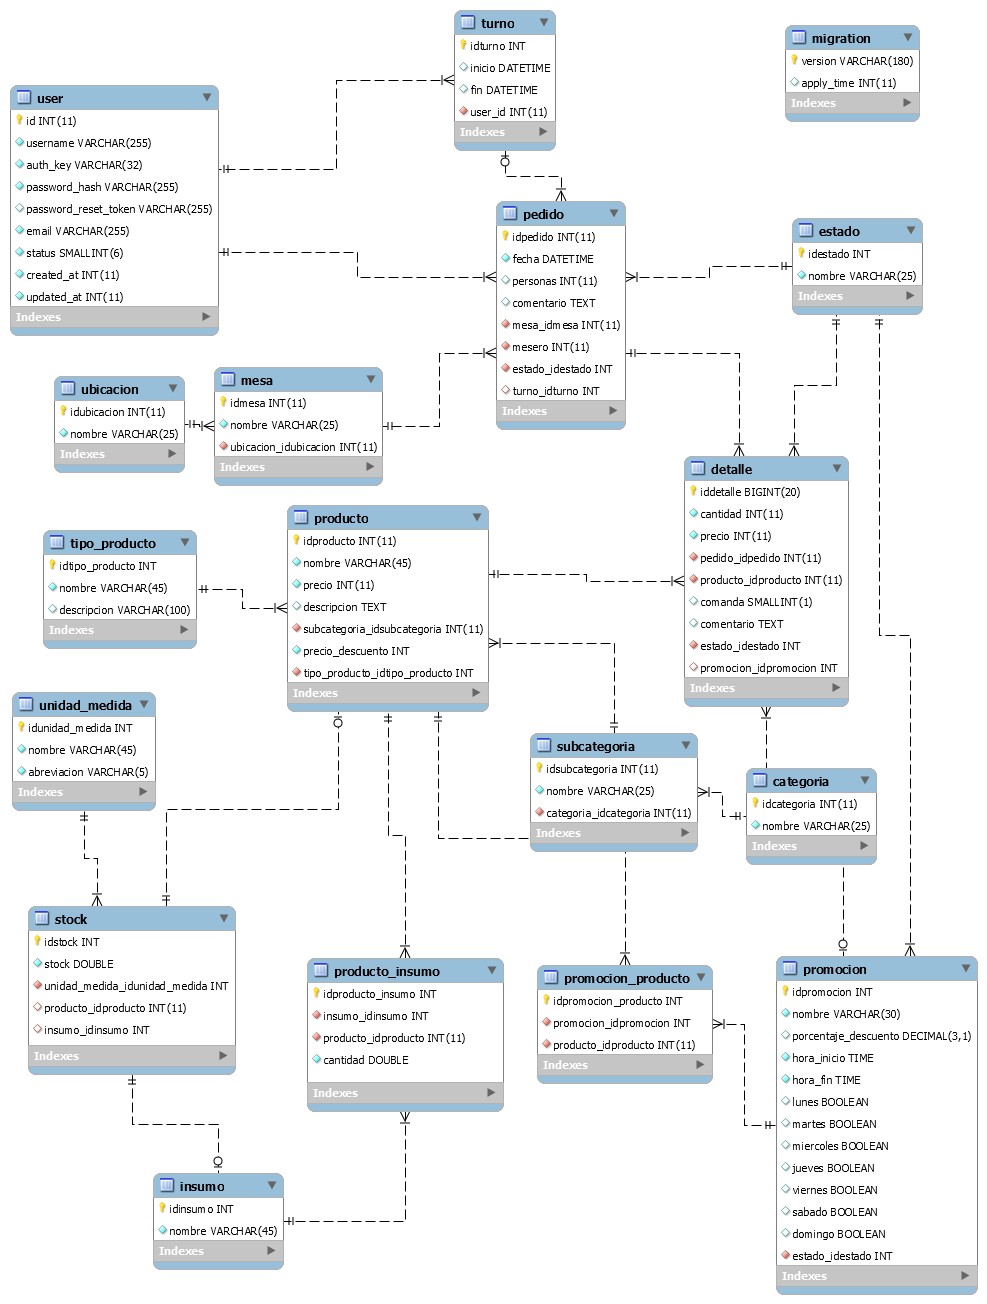 turno
idturno INT
inicio DATETIME
fin DATETIME
user_id INT(11)
Indexes
migration
version VARCHAR(180)
apply_time INT(11)
Indexes
user
id INT(11)
username VARCHAR(255)
auth_key VARCHAR(32)
password_hash VARCHAR(255)
password_reset_token VARCHAR(255)
email VARCHAR(255)
status SMALLINT(6)
created_at INT(11)
updated_at INT(11)
Indexes
pedido
idpedido INT(11)
fecha DATETIME
personas INT(11)
comentario TEXT
mesa_idmesa INT(11)
mesero INT(11)
estado_idestado INT
turno_idturno INT
Indexes
estado
idestado INT
nombre VARCHAR(25)
Indexes
ubicacion
idubicacion INT(11)
nombre VARCHAR(25)
Indexes
mesa
idmesa INT(11)
nombre VARCHAR(25)
ubicacion_idubicacion INT(11)
Indexes
detalle
iddetalle BIGINT(20)
cantidad INT(11)
precio INT(11)
pedido_idpedido INT(11)
producto_idproducto INT(11)
comanda SMALLINT(1)
comentario TEXT
estado_idestado INT
promocion_idpromocion INT
Indexes
producto
idproducto INT(11)
nombre VARCHAR(45)
precio INT(11)
descripcion TEXT
subcategoria_idsubcategoria INT(11)
precio_descuento INT
tipo_producto_idtipo_producto INT
Indexes
tipo_producto
idtipo_producto INT
nombre VARCHAR(45)
descripcion VARCHAR(100)
Indexes
unidad_medida
idunidad_medida INT
nombre VARCHAR(45)
abreviacion VARCHAR(5)
Indexes
subcategoria
idsubcategoria INT(11)
nombre VARCHAR(25)
categoria_idcategoria INT(11)
Indexes
categoria
idcategoria INT(11)
nombre VARCHAR(25)
Indexes
stock
idstock INT
stock DOUBLE
unidad_medida_idunidad_medida INT
producto_idproducto INT(11)
insumo_idinsumo INT
Indexes
producto_insumo
idproducto_insumo INT
insumo_idinsumo INT
producto_idproducto INT(11)
cantidad DOUBLE
Indexes
promocion_producto
idpromocion_producto INT
promocion_idpromocion INT
producto_idproducto INT(11)
Indexes
promocion
idpromocion INT
nombre VARCHAR(30)
porcentaje_descuento DECIMAL(3,1)
hora_inicio TIME
hora_fin TIME
lunes BOOLEAN
martes BOOLEAN
miercoles BOOLEAN
jueves BOOLEAN
viernes BOOLEAN
sabado BOOLEAN
domingo BOOLEAN
estado_idestado INT
Indexes
insumo
idinsumo INT
nombre VARCHAR(45)
Indexes